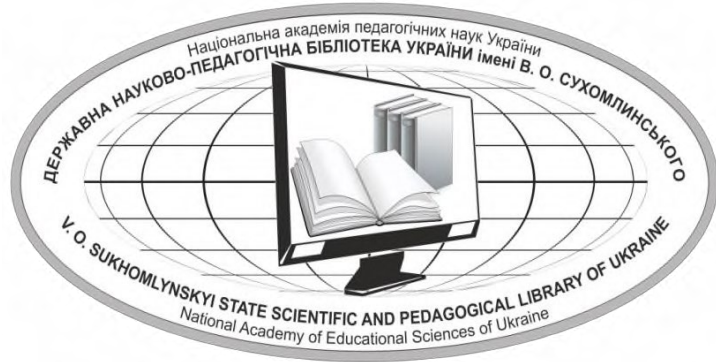 Національна академія педагогічних наук України
ДЕРЖАВНА НАУКОВО-ПЕДАГОГІЧНА БІБЛІОТЕКА УКРАЇНИ імені В. О. СУХОМЛИНСЬКОГО
V. O. SUKHOMLYNSKYI STATE SCIENTIFIC AND PEDAGOGICAL LIBRARY OF UKRAINE
National Academy of Educational Sciences of Ukraine